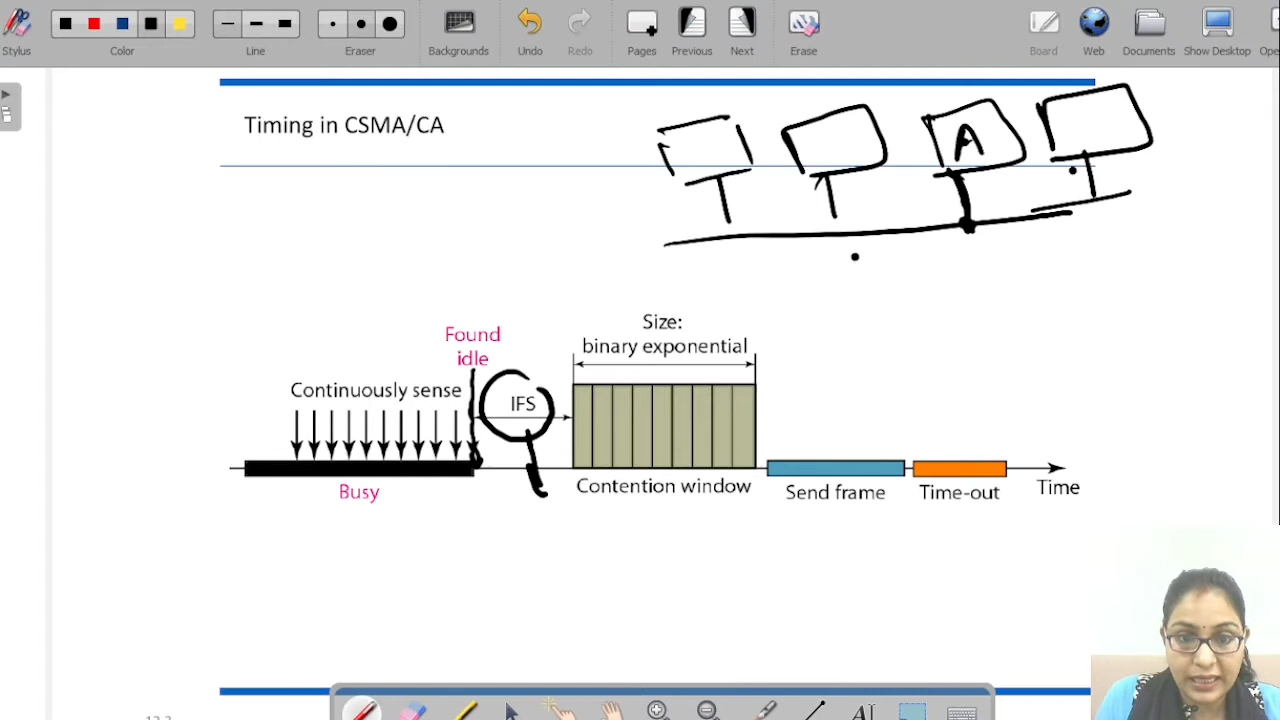 Stylus
Color
Line
Eraser
Backgrounds
Undo
Redo
Pages
Previous
Next
Erase
Board
Web
Documents
Show Desktop
Timing in CSMA/CA
A
Found
idle
Size:
binary exponential
Continuously sense
IFS
Busy
Contention window
Send frame
Time-out
Time